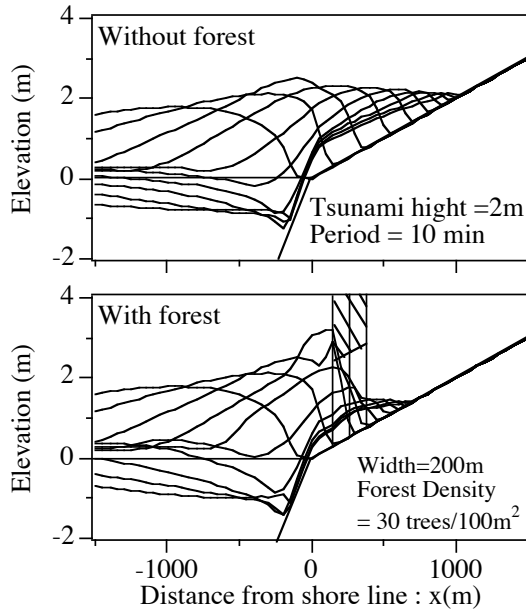 4
Without forest
2
Elevation (m)
0
Tsunami hight =2m
Period = 10 min
-2
4
With forest
2
Elevation (m)
0
Width=200m
Forest Density
= 30 trees/100m²
-2
-1000 0 1000
Distance from shore line : x(m)